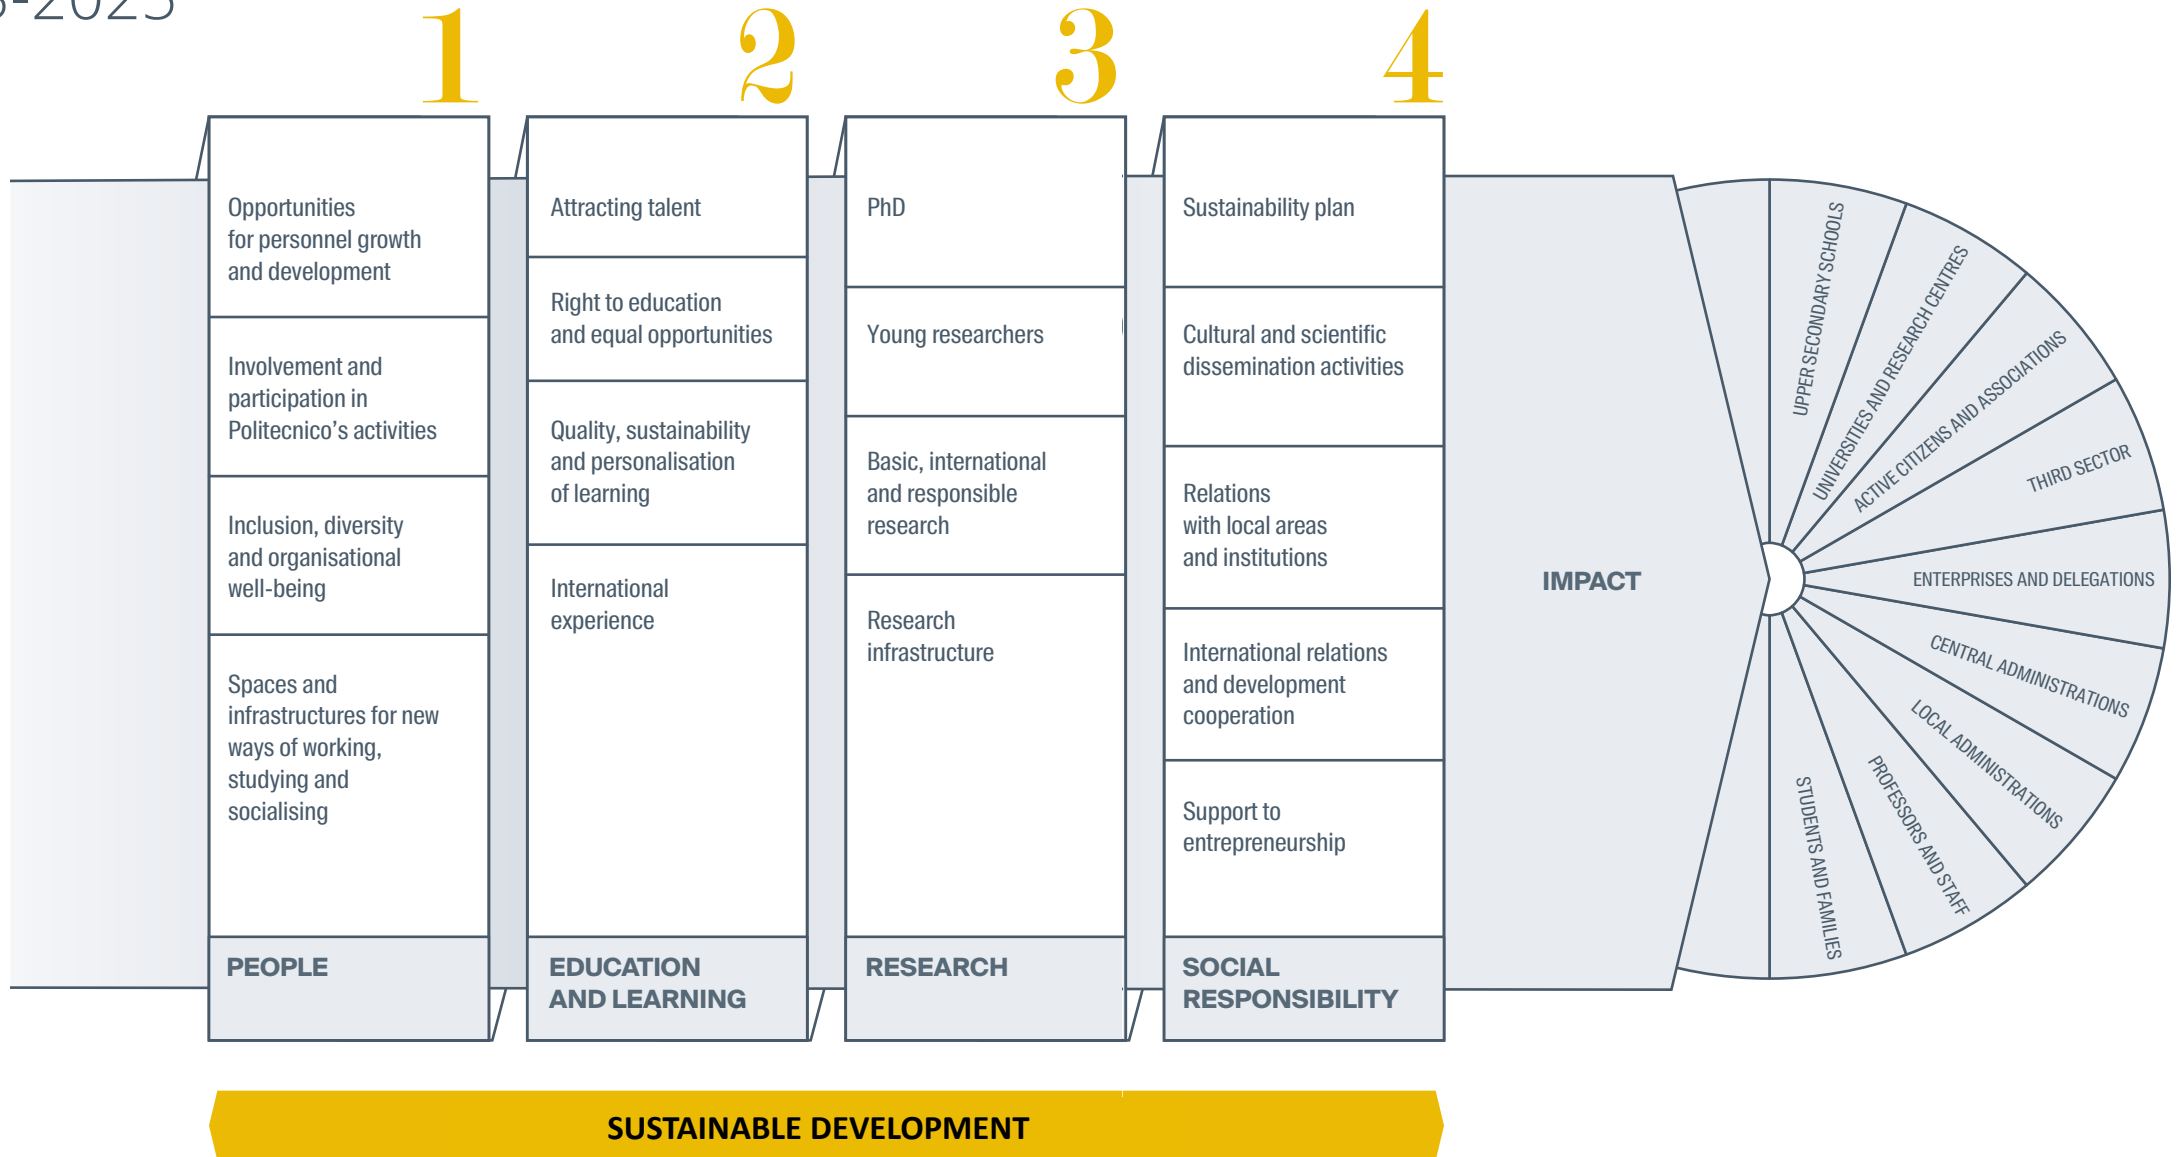 -2025
1
2
3
4
Opportunities
for personnel growth
and development
Involvement and
participation in
Politecnico's activities
Inclusion, diversity
and organisational
well-being
Spaces and
infrastructures for new
ways of working,
studying and
socialising
PEOPLE
Attracting talent
Right to education
and equal opportunities
Quality, sustainability
and personalisation
of learning
International
experience
EDUCATION
AND LEARNING
PhD
Young researchers
Basic, international
and responsible
research
Research
infrastructure
RESEARCH
Sustainability plan
Cultural and scientific
dissemination activities
Relations
with local areas
and institutions
International relations
and development
cooperation
Support to
entrepreneurship
SOCIAL
RESPONSIBILITY
IMPACT
UPPER SECONDARY SCHOOLS
UNIVERSITIES AND RESEARCH CENTRES
ACTIVE CITIZENS AND ASSOCIATIONS
THIRD SECTOR
ENTERPRISES AND DELEGATIONS
CENTRAL ADMINISTRATIONS
LOCAL ADMINISTRATIONS
PROFESSORS AND STAFF
STUDENTS AND FAMILIES
SUSTAINABLE DEVELOPMENT